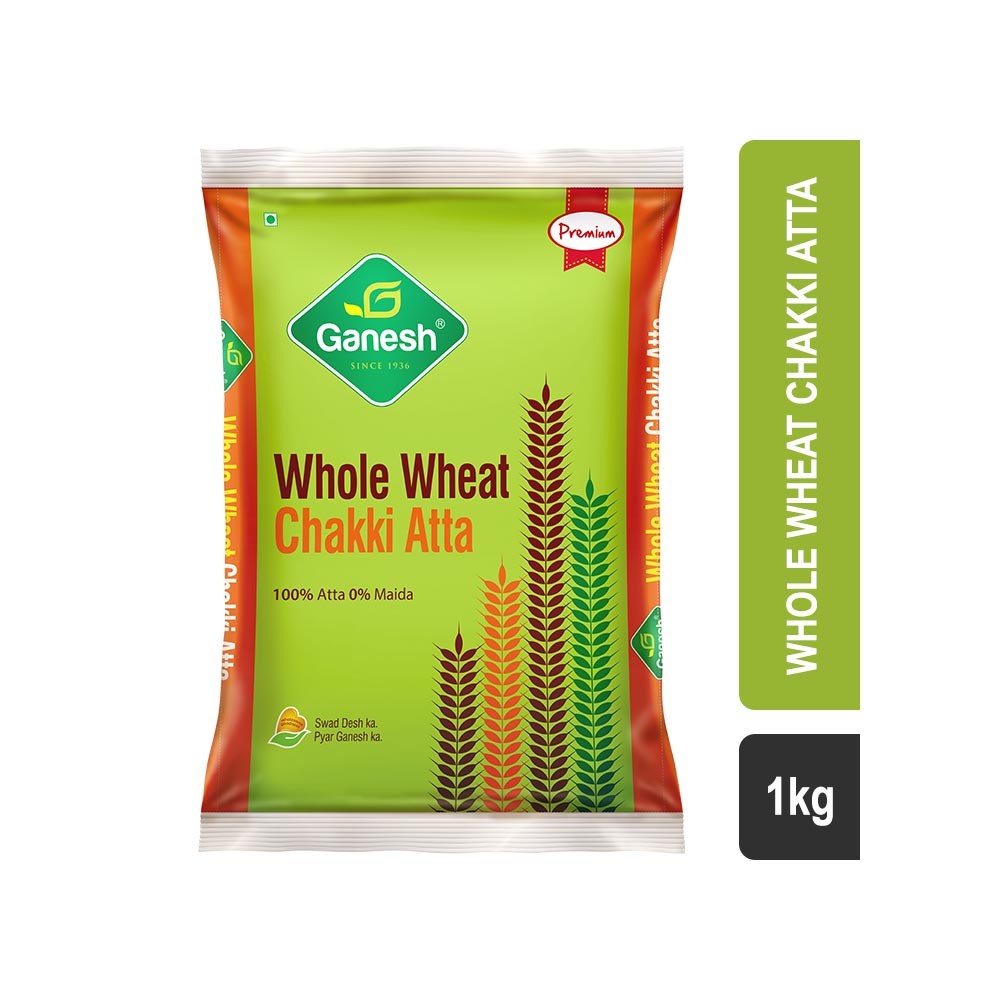 Premium
Ganesh®
SINCE 1936
Whole Wheat
Chakki Atta
100% Atta 0% Maida
Swad Desh ka.
Pyar Ganesh ka.
Whole Wheat Chakki Atta
Whole Wheat Chakki Atta
Ganesh
WHOLE WHEAT CHAKKI ATTA
1kg